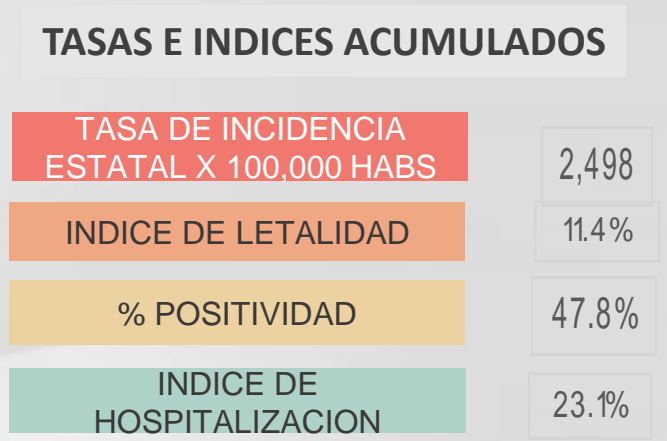 TASAS E INDICES ACUMULADOS
TASA DE INCIDENCIA
ESTATAL X 100,000 HABS
2,498
INDICE DE LETALIDAD
11.4%
% POSITIVIDAD
47.8%
INDICE DE
HOSPITALIZACION
23.1%